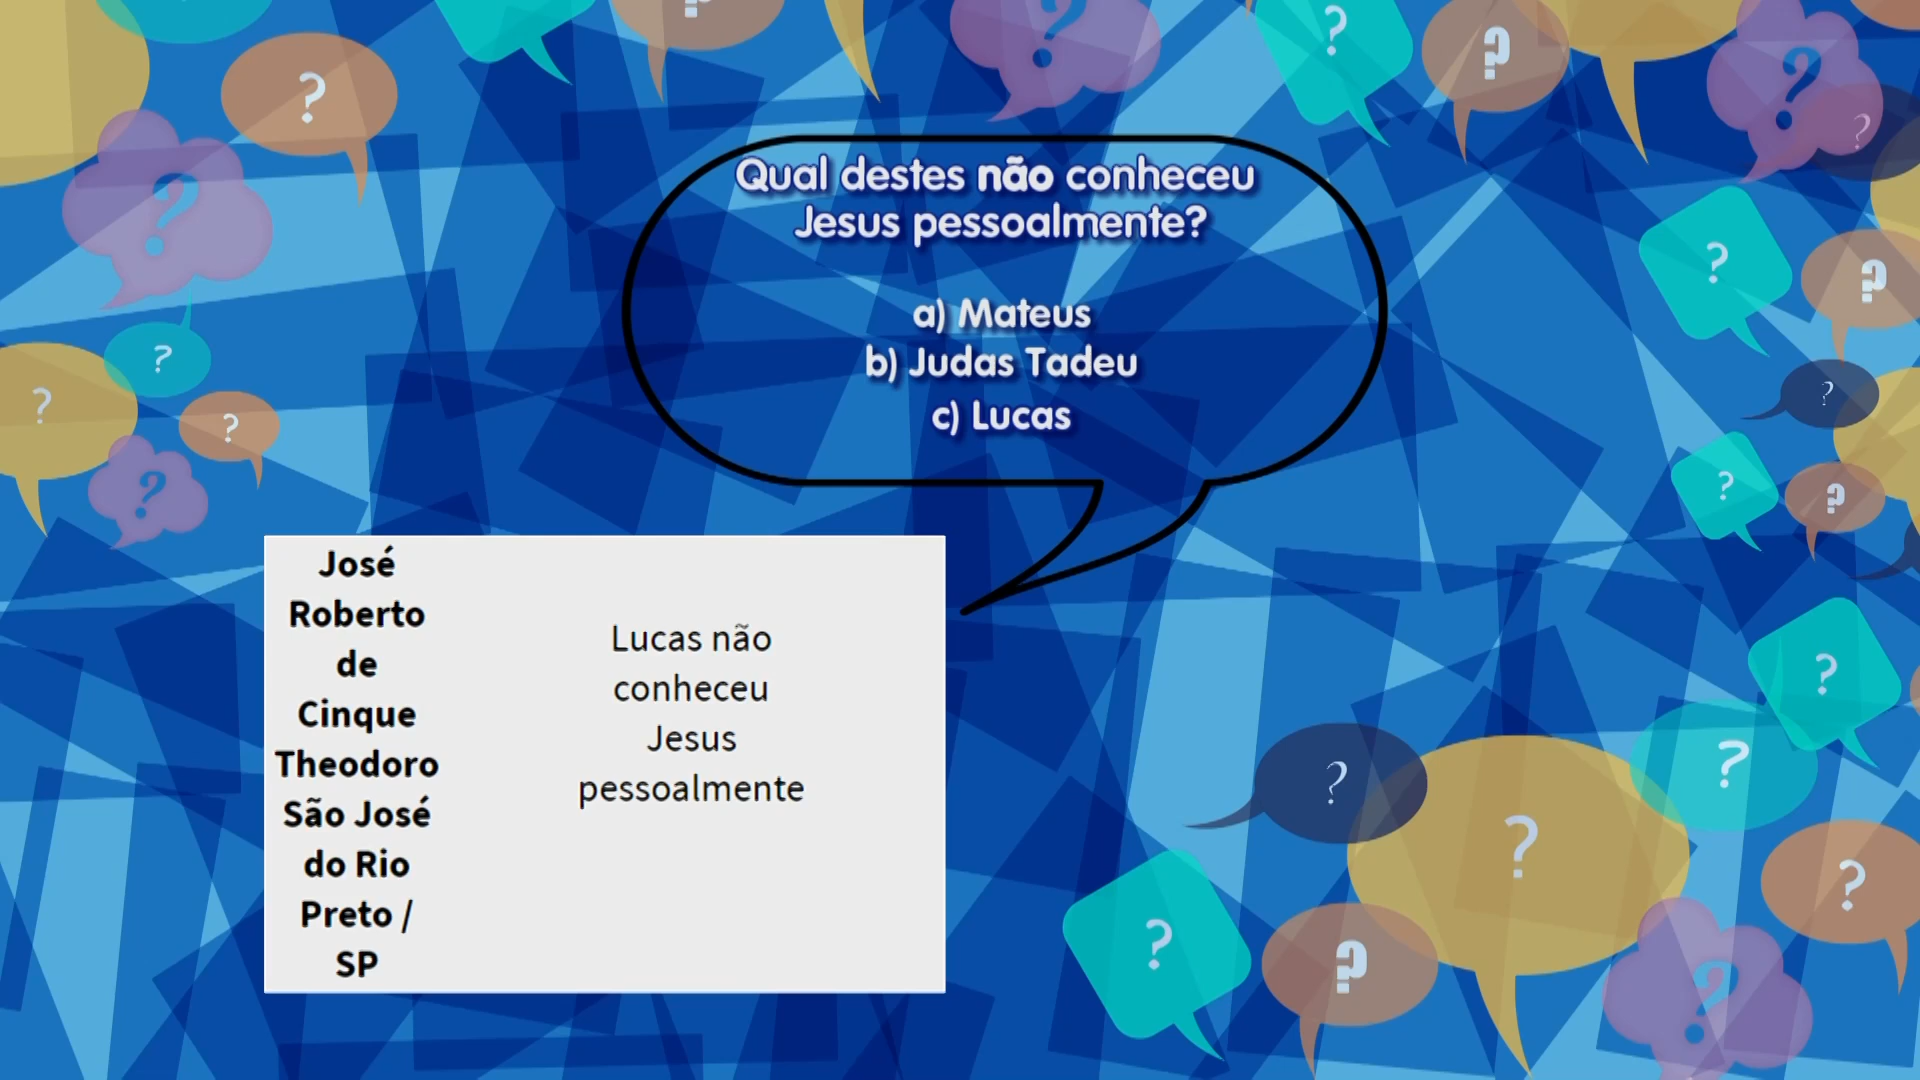 Qual destes não conheceu
Jesus pessoalmente?
a) Mateus
b) Judas Tadeu
c) Lucas
José
Roberto
de
Cinque
Theodoro
São José
do Rio
Preto /
SP
Lucas não
conheceu
Jesus
pessoalmente